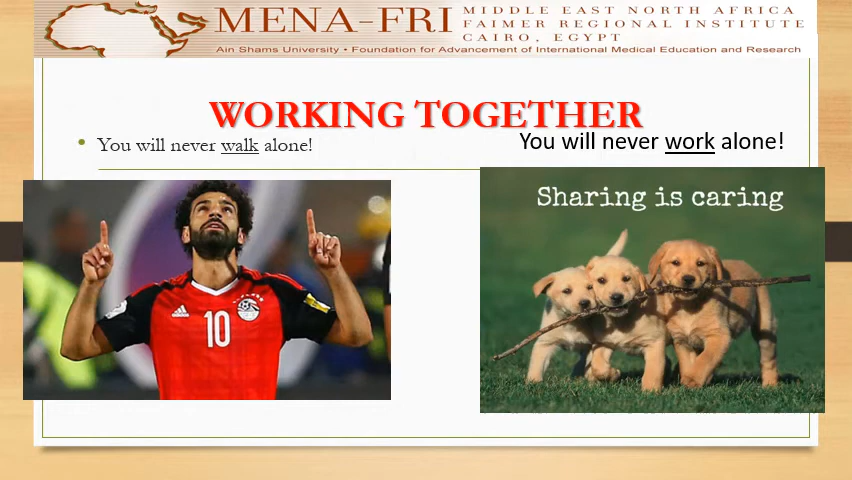 MENA-FRI
MIDDLE EAST NORTH AFRICA
FAIMER REGIONAL INSTITUTE
CAIRO, EGYPT
Ain Shams University • Foundation for Advancement of International Medical Education and Research
WORKING TOGETHER
• You will never walk alone!
You will never work alone!
Sharing is caring
adidas
10